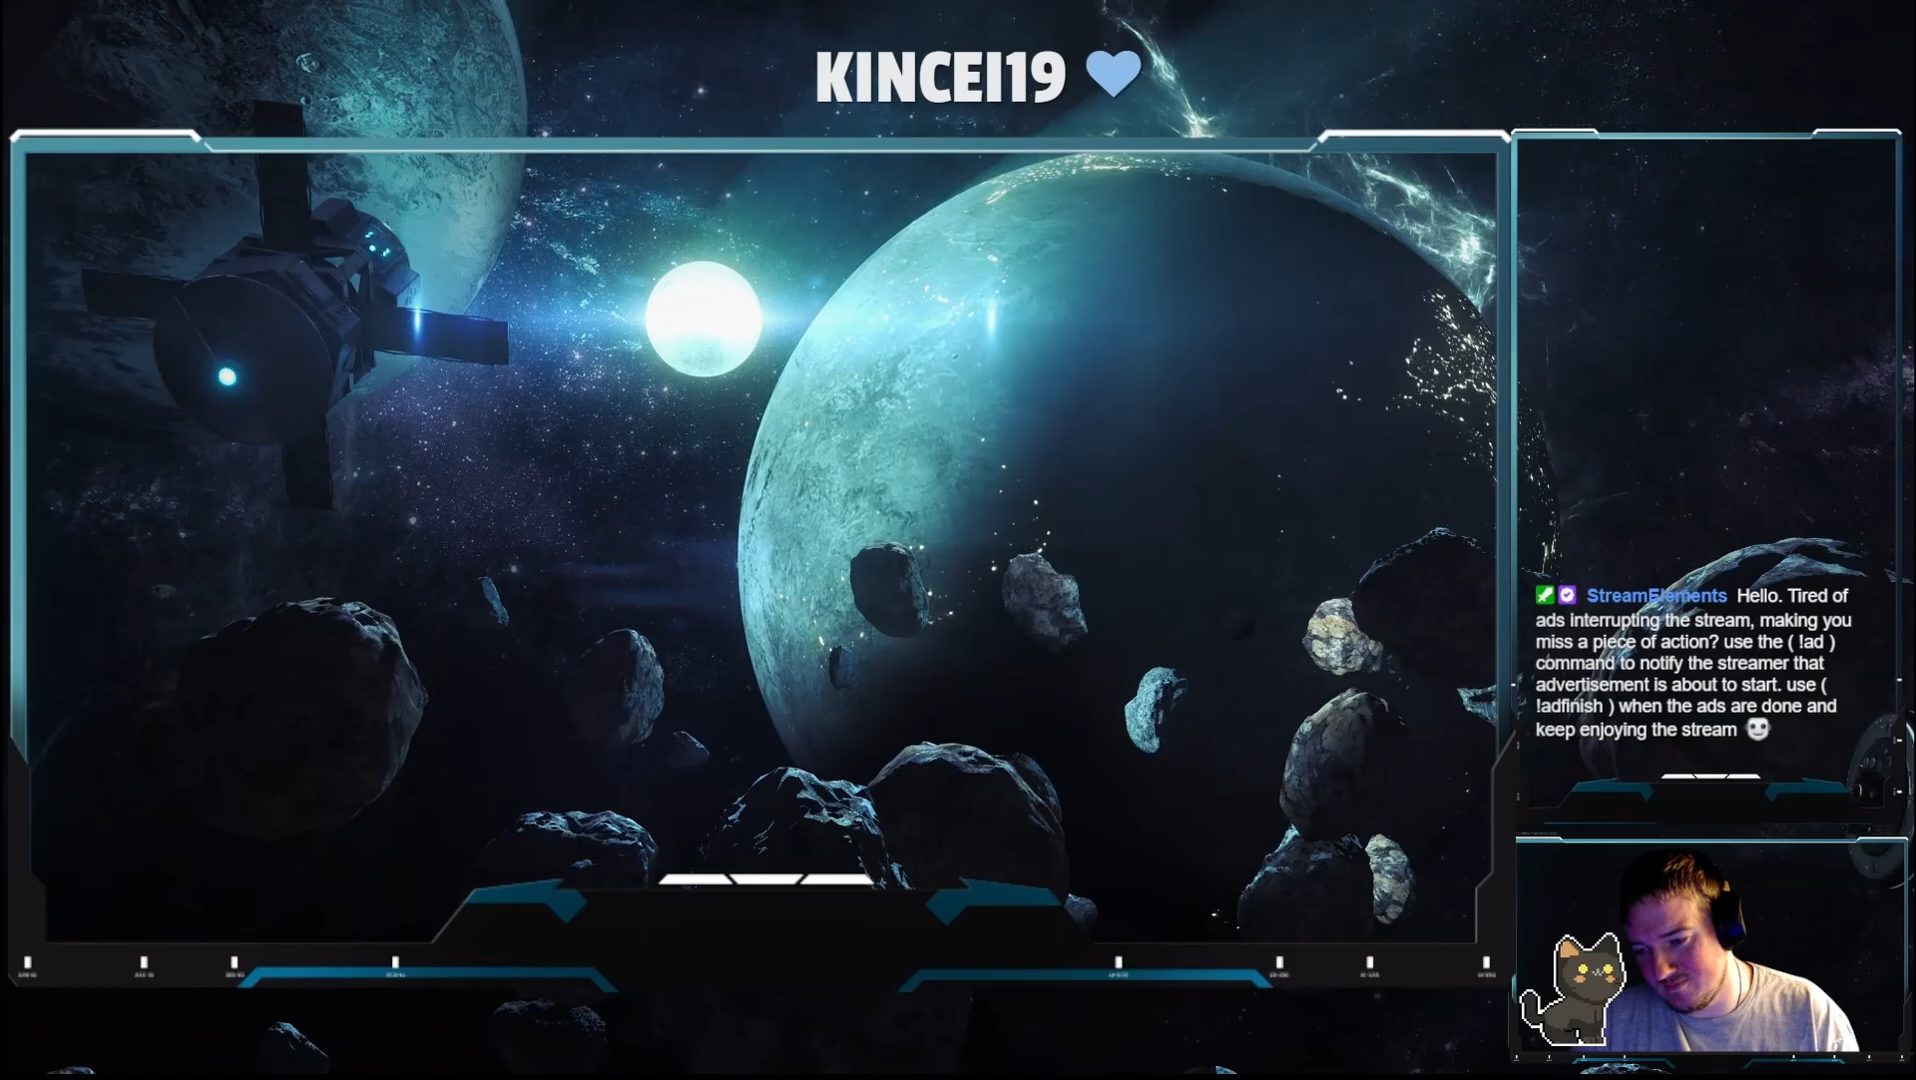 KINCEI19 💙
StreamElements Hello. Tired of
ads interrupting the stream, making you
miss a piece of action? use the ( !ad )
command to notify the streamer that
advertisement is about to start. use (
!adfinish ) when the ads are done and
keep enjoying the stream